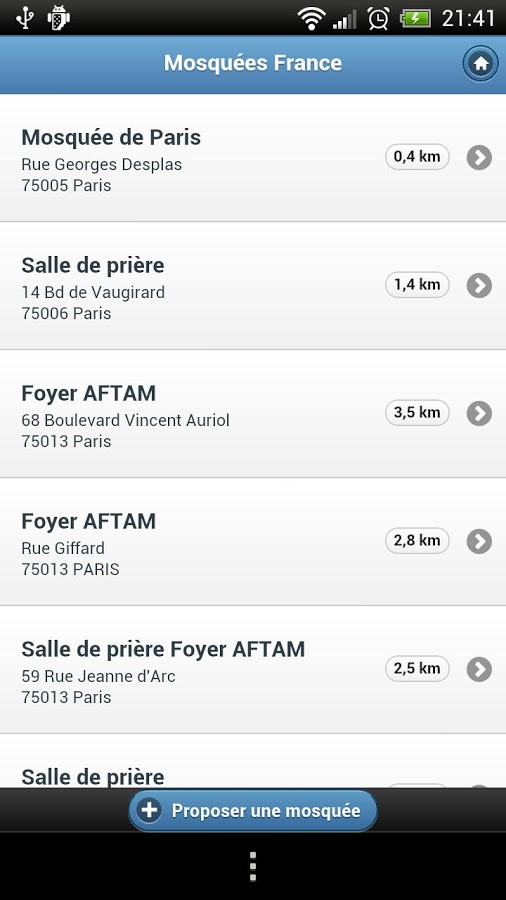 21:41
Mosquées France
Mosquée de Paris
Rue Georges Desplas
75005 Paris
0,4 km
Salle de prière
14 Bd de Vaugirard
75006 Paris
1,4 km
Foyer AFTAM
68 Boulevard Vincent Auriol
75013 Paris
3,5 km
Foyer AFTAM
Rue Giffard
75013 PARIS
2,8 km
Salle de prière Foyer AFTAM
59 Rue Jeanne d'Arc
75013 Paris
2,5 km
Salle de prière
Proposer une mosquée